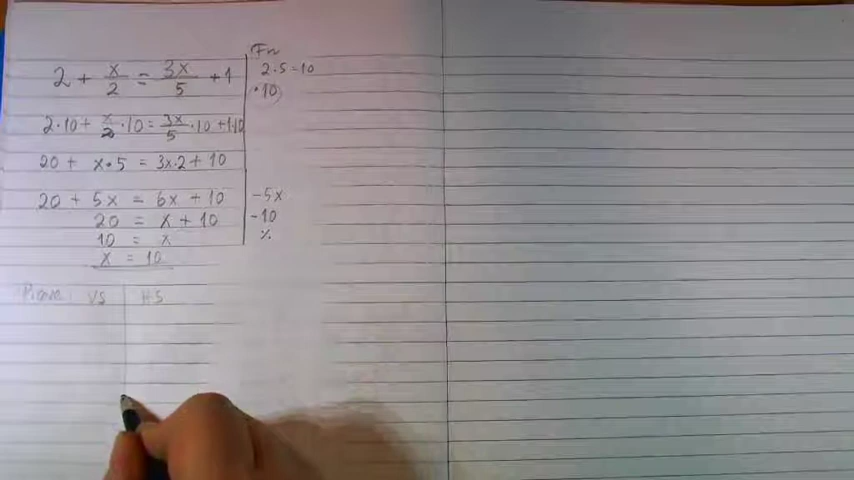 Fn
2 + x/2 = 3x/5 + 1 2·5=10
·10
2·10 + x/2 ·10 = 3x/5 ·10 + 1·10
20 + x·5 = 3x·2 + 10
20 + 5x = 6x + 10 -5x
20 = x + 10 -10
10 = x %
x = 10
VS HS